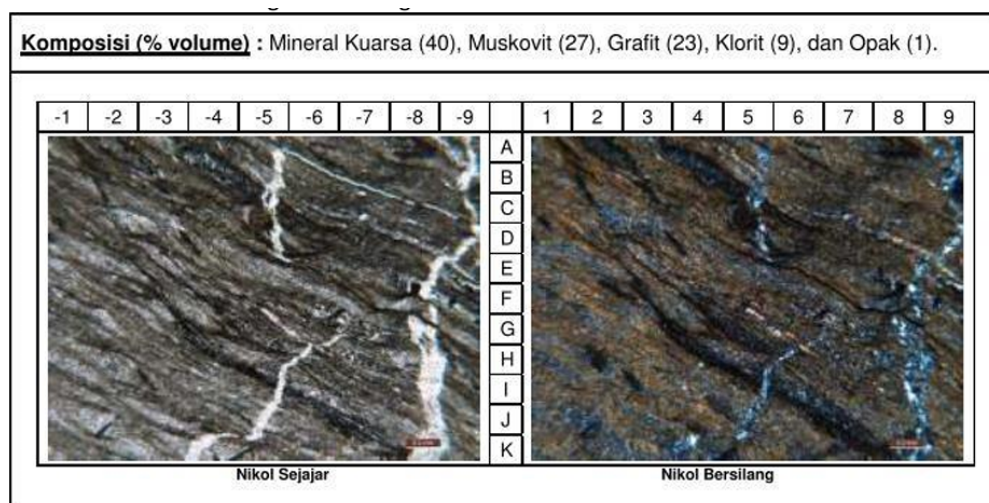 Komposisi (% volume) : Mineral Kuarsa (40), Muskovit (27), Grafit (23), Klorit (9), dan Opak (1).
-1 -2 -3 -4 -5 -6 -7 -8 -9 1 2 3 4 5 6 7 8 9
A
B
C
D
E
F
G
H
I
J
K
Nikol Sejajar Nikol Bersilang